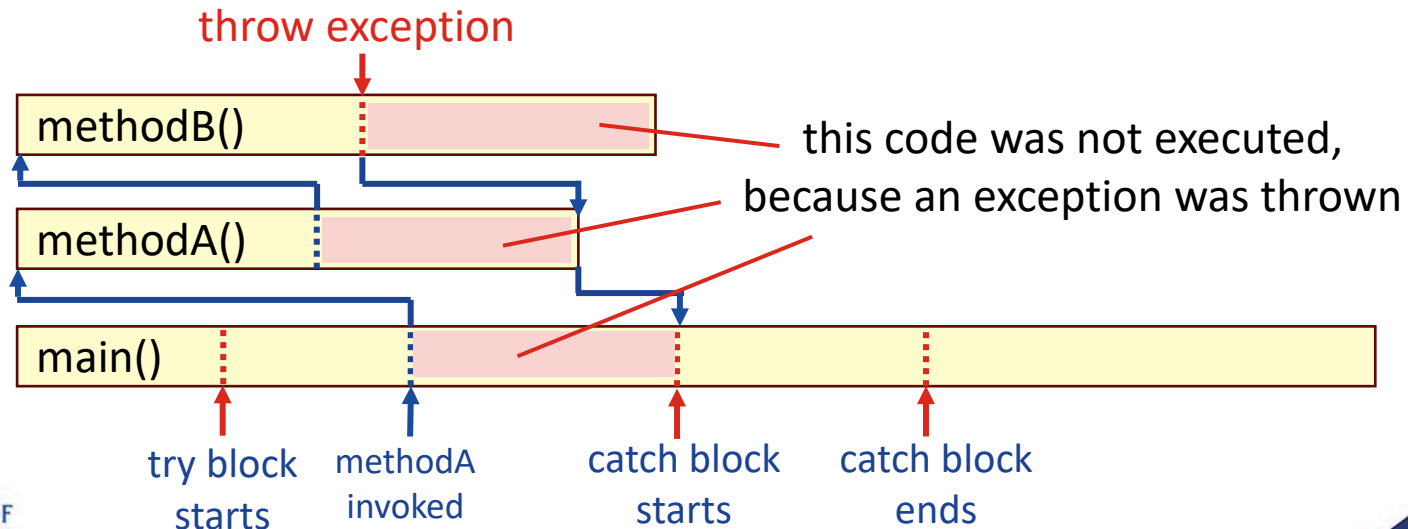 throw exception
methodB()
this code was not executed,
because an exception was thrown
methodA()
main()
try block
starts
methodA
invoked
catch block
starts
catch block
ends
F